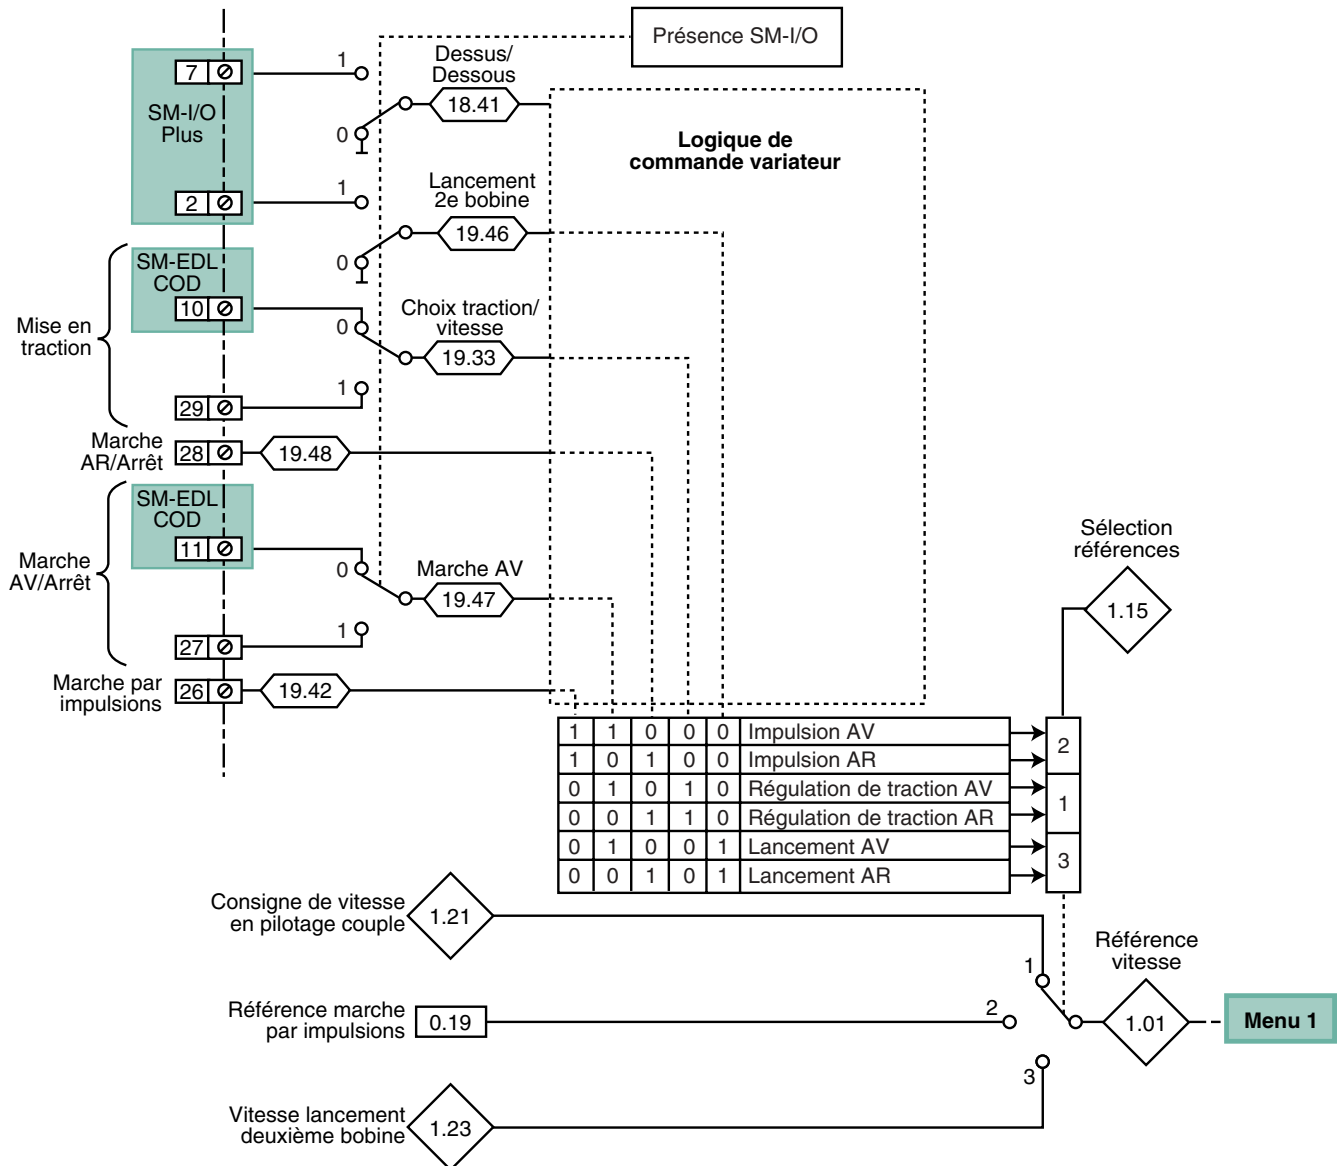 Présence SM-I/O
7
1
Dessus/
Dessous
18.41
SM-I/O
Plus
0
Logique de
commande variateur
2
1
Lancement
2e bobine
19.46
0
SM-EDL
COD
10
Mise en
traction
0
Choix traction/
vitesse
19.33
1
29
Marche
AR/Arrêt
28
19.48
SM-EDL
COD
11
Marche
AV/Arrêt
0
Marche AV
19.47
1
27
Marche par
impulsions
26
19.42
Sélection
références
1.15
1 1 0 0 0 Impulsion AV
1 0 1 0 0 Impulsion AR
2
0 1 0 1 0 Régulation de traction AV
0 0 1 1 0 Régulation de traction AR
1
0 1 0 0 1 Lancement AV
0 0 1 0 1 Lancement AR
3
Consigne de vitesse
en pilotage couple
1.21
1
Référence
vitesse
Référence marche
par impulsions
0.19
2
1.01
Menu 1
3
Vitesse lancement
deuxième bobine
1.23